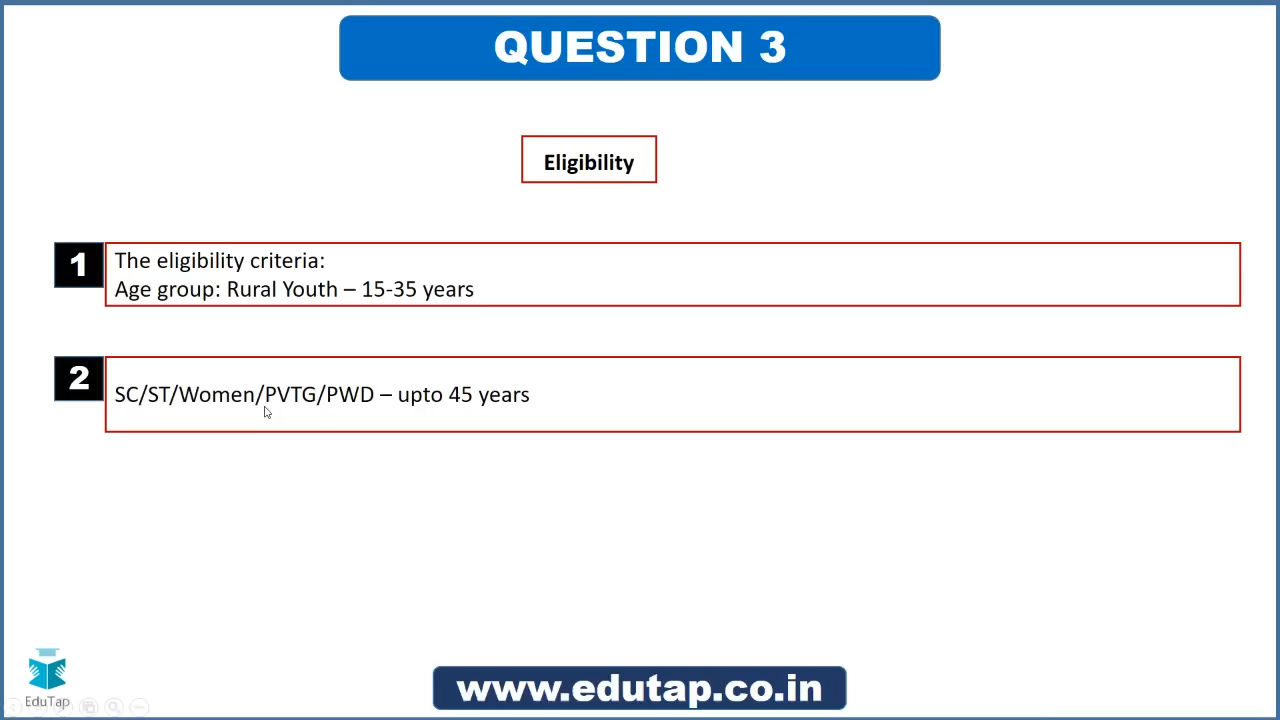 QUESTION 3
Eligibility
1
The eligibility criteria:
Age group: Rural Youth – 15-35 years
2
SC/ST/Women/PVTG/PWD – upto 45 years
EduTap
www.edutap.co.in